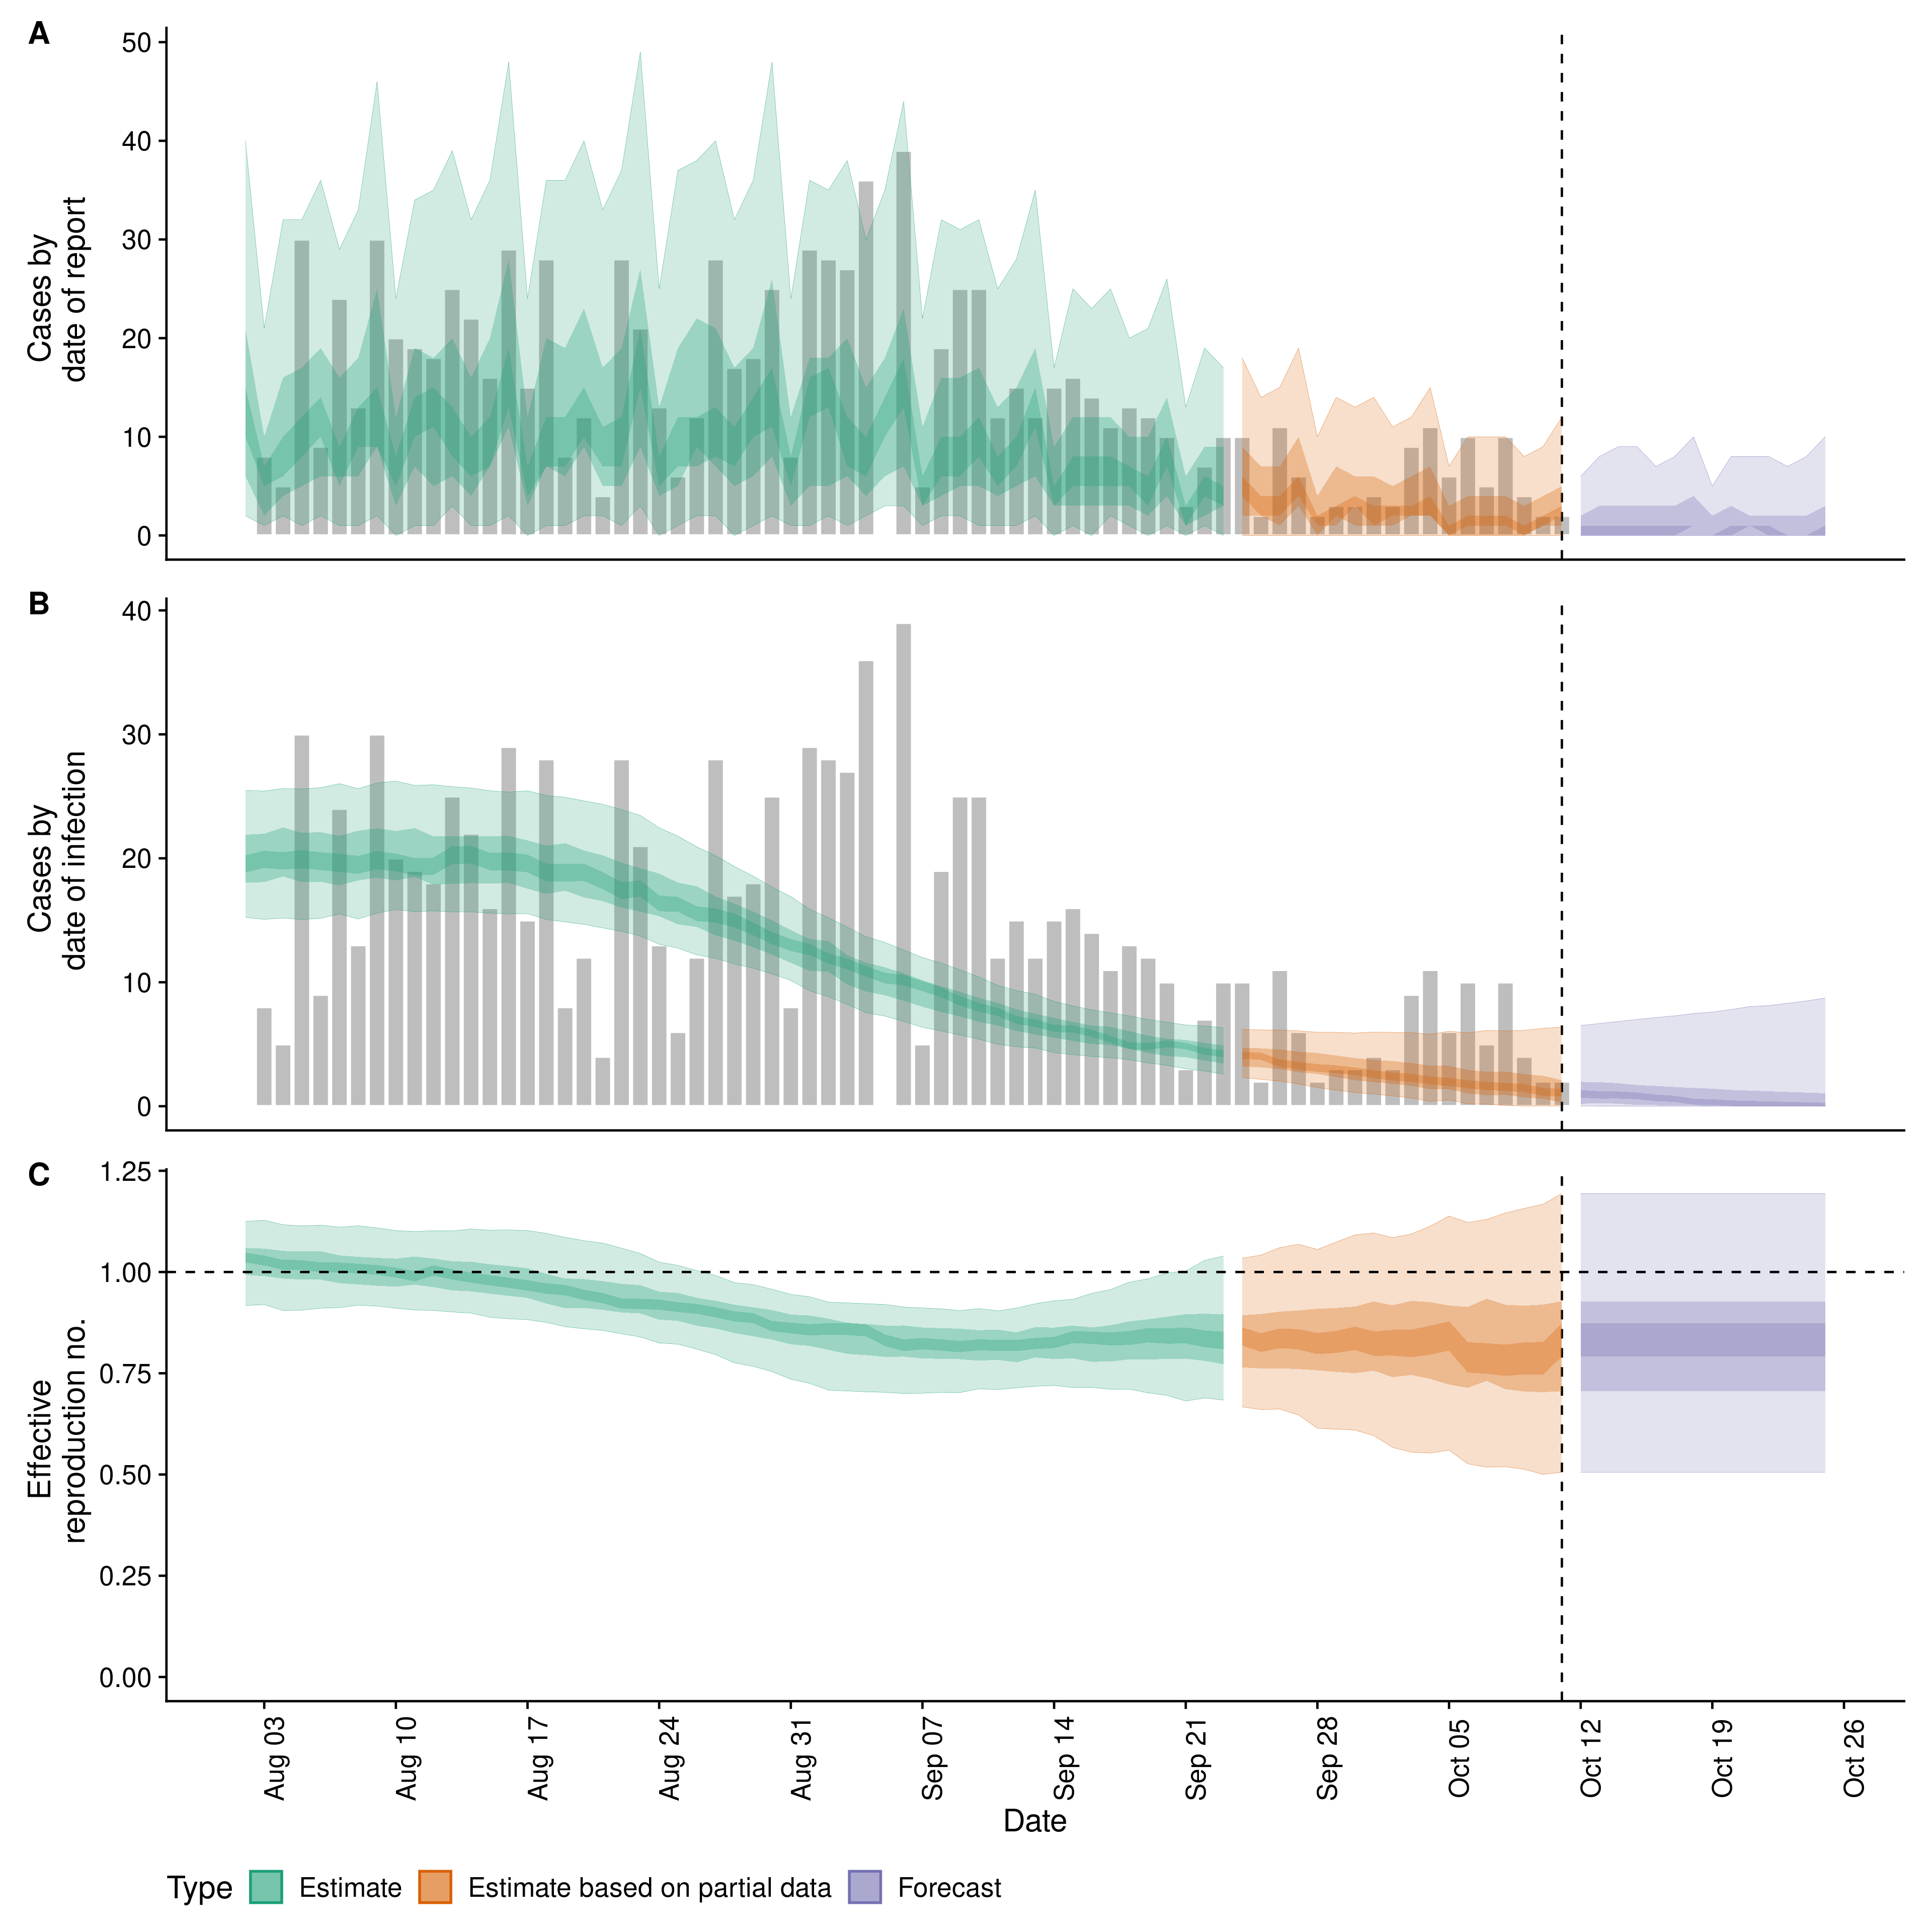 A
50
40
30
20
10
0
Cases by
date of report
B
40
30
20
10
0
Cases by
date of infection
C
1.25
1.00
0.75
0.50
0.25
0.00
Effective
reproduction no.
Aug 03
Aug 10
Aug 17
Aug 24
Aug 31
Sep 07
Sep 14
Sep 21
Sep 28
Oct 05
Oct 12
Oct 19
Oct 26
Date
Type Estimate Estimate based on partial data Forecast